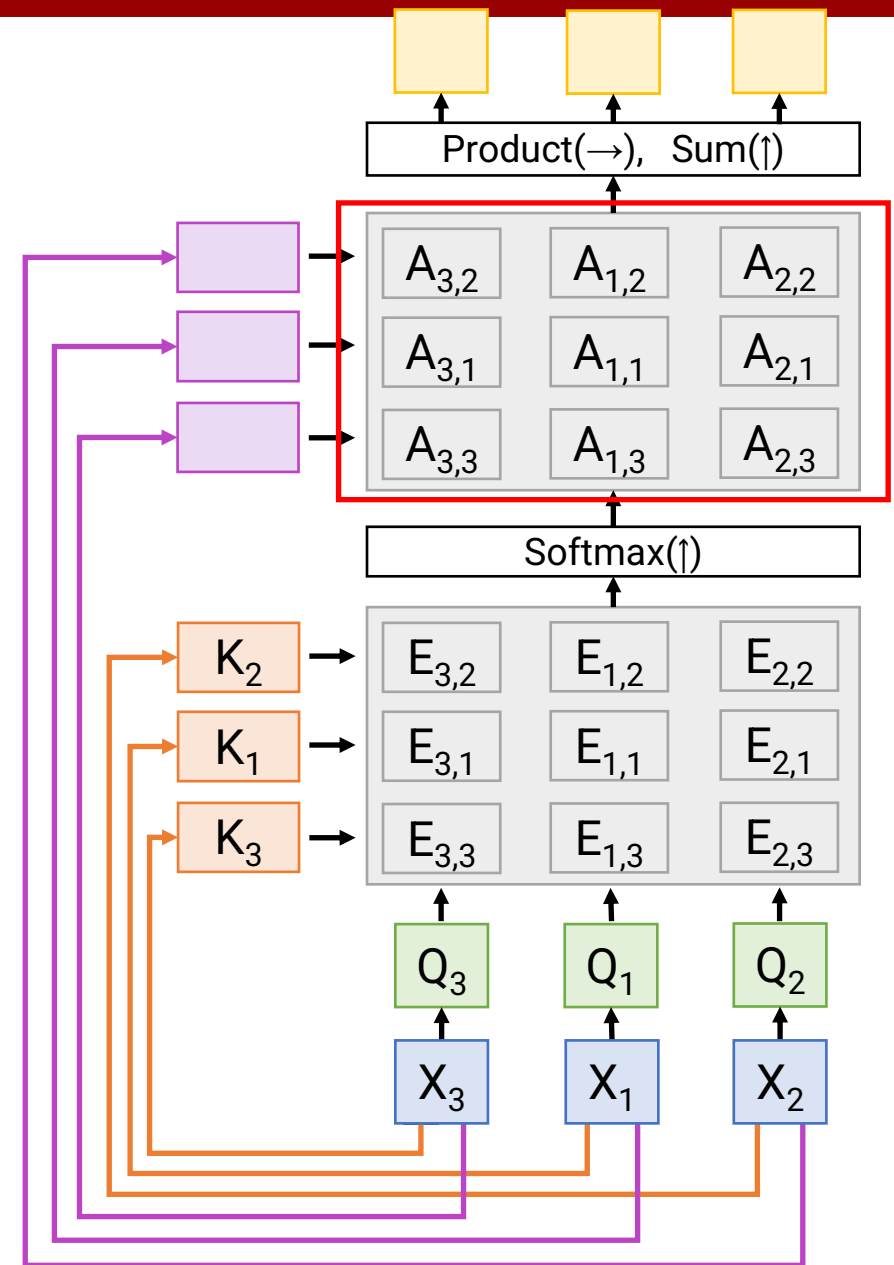 Product(→), Sum(↑)
A3,2 A1,2 A2,2
A3,1 A1,1 A2,1
A3,3 A1,3 A2,3
Softmax(↑)
K2 E3,2 E1,2 E2,2
K1 E3,1 E1,1 E2,1
K3 E3,3 E1,3 E2,3
Q3 Q1 Q2
X3 X1 X2